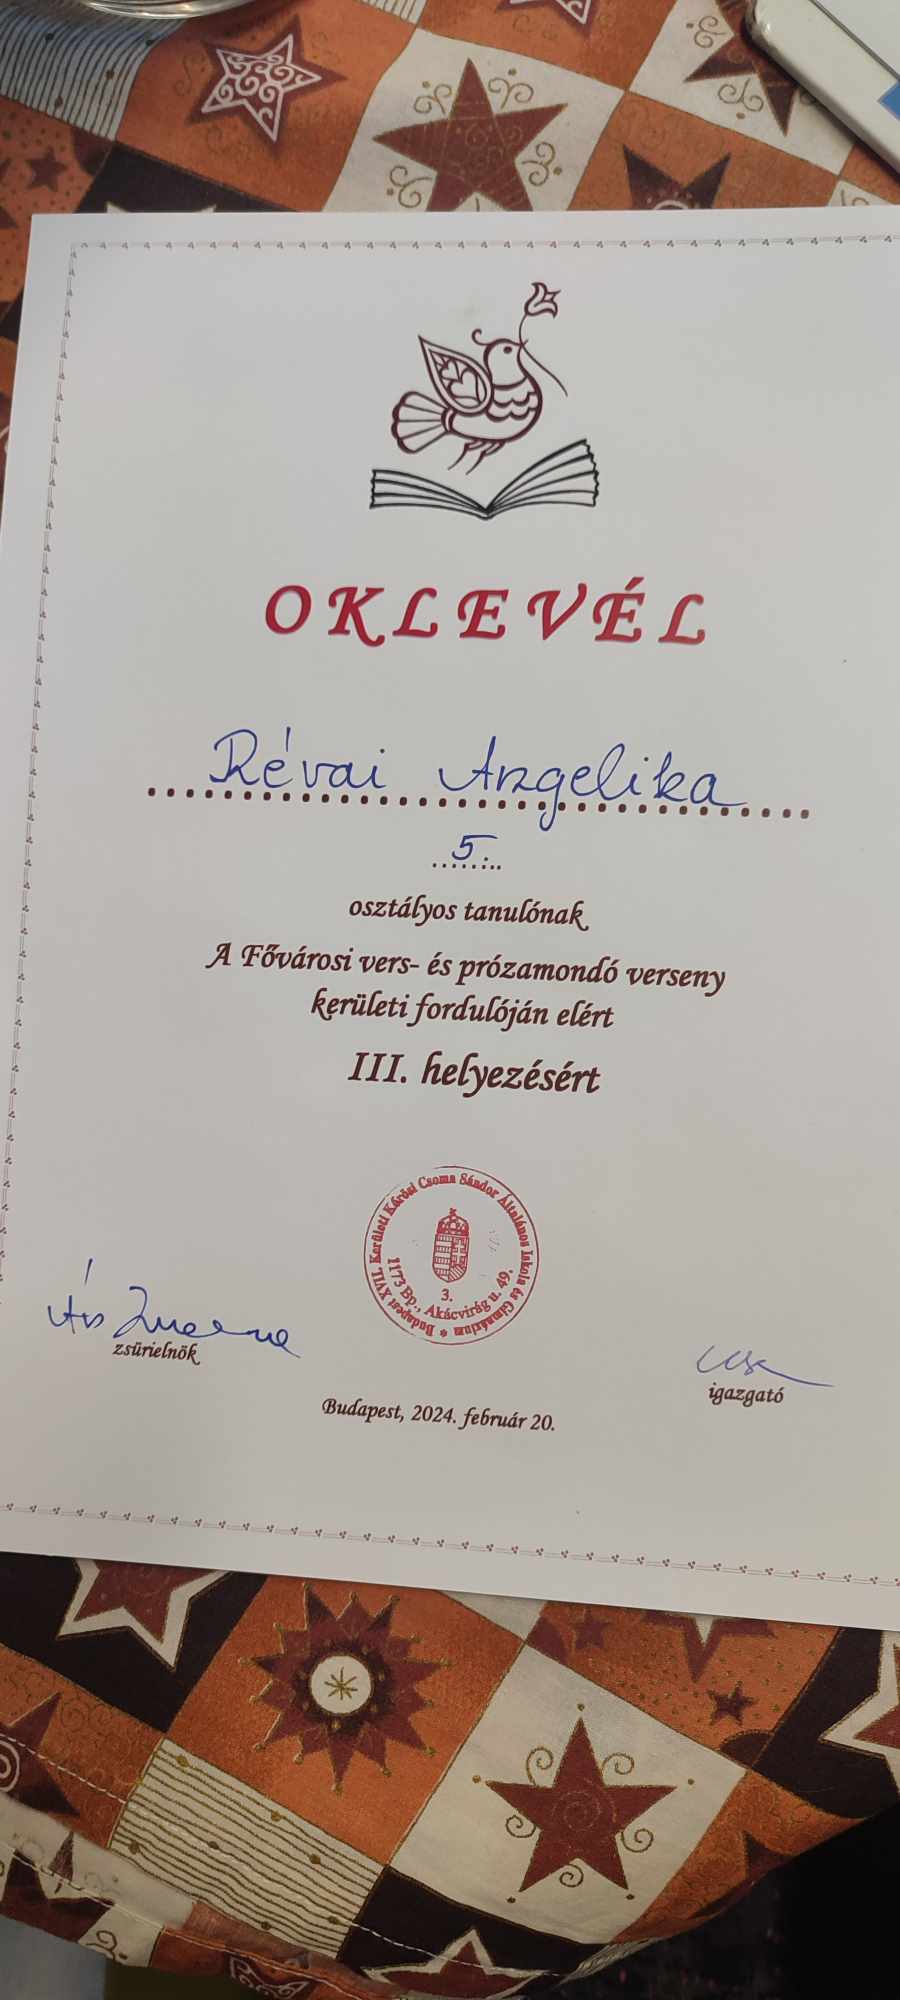 OKLEVÉL
Révai Angelika
5.
osztályos tanulónak
A Fővárosi vers- és prózamondó verseny
kerületi fordulóján elért
III. helyezésért
Budapest XVII. Kerületi Kőrösi Csoma Sándor Általános Iskola és Gimnázium *
1173 Bp., Akácvirág u. 49.
3.
zsürielnök
igazgató
Budapest, 2024. február 20.